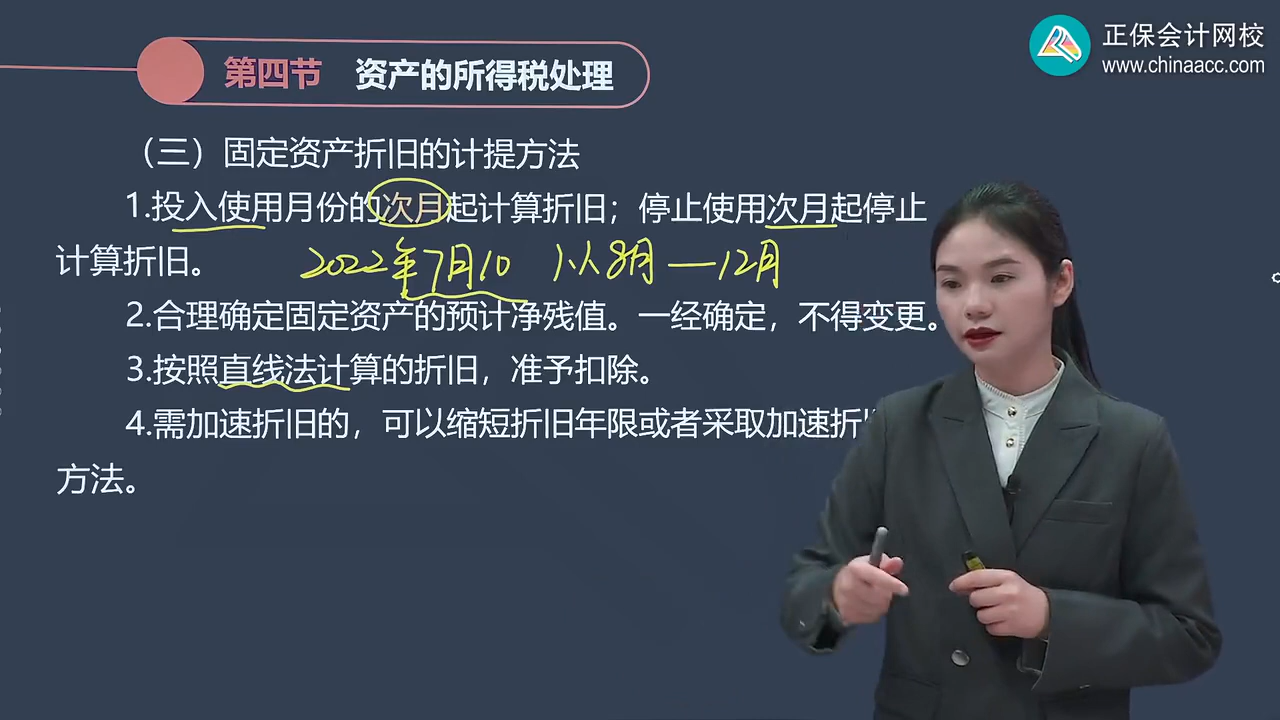 正保会计网校
www.chinaacc.com
第四节 资产的所得税处理
（三）固定资产折旧的计提方法
1.投入使用月份的次月起计算折旧；停止使用次月起停止
计算折旧。
2022年7月10 从8月—12月
2.合理确定固定资产的预计净残值。一经确定，不得变更。
3.按照直线法计算的折旧，准予扣除。
4.需加速折旧的，可以缩短折旧年限或者采取加速折
方法。